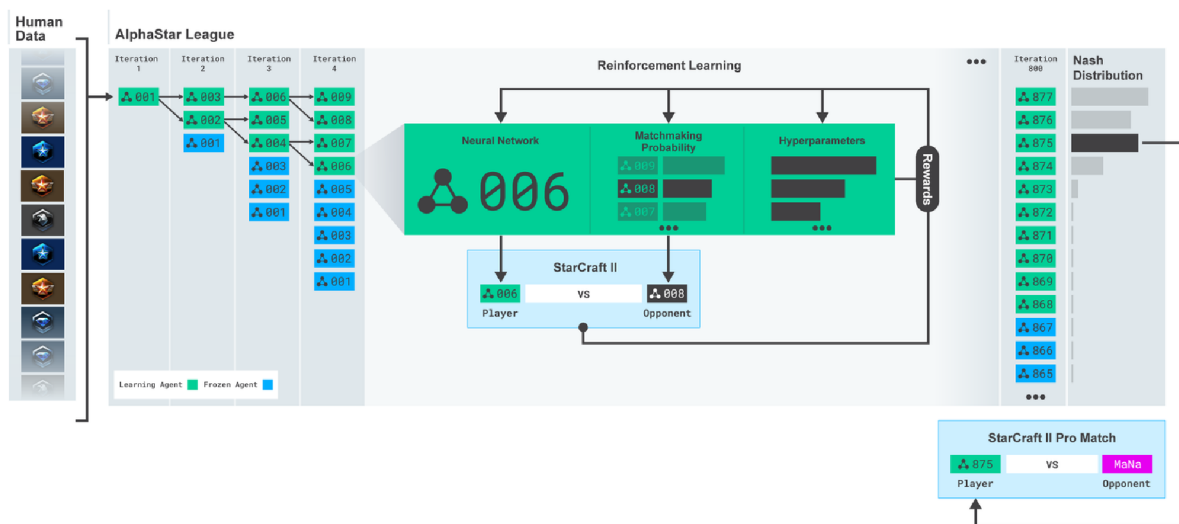 Human
Data
AlphaStar League
Iteration
1
001
Iteration
2
003
002
001
Iteration
3
006
005
004
003
002
001
Iteration
4
009
008
007
006
005
004
003
002
001
Learning Agent
Frozen Agent
Reinforcement Learning
•••
Neural Network
006
Matchmaking
Probability
009
008
007
•••
Hyperparameters
•••
Rewards
StarCraft II
006 VS 008
Player Opponent
Iteration
800
877
876
875
874
873
872
871
870
869
868
867
866
865
•••
Nash
Distribution
StarCraft II Pro Match
875 VS MaNa
Player Opponent